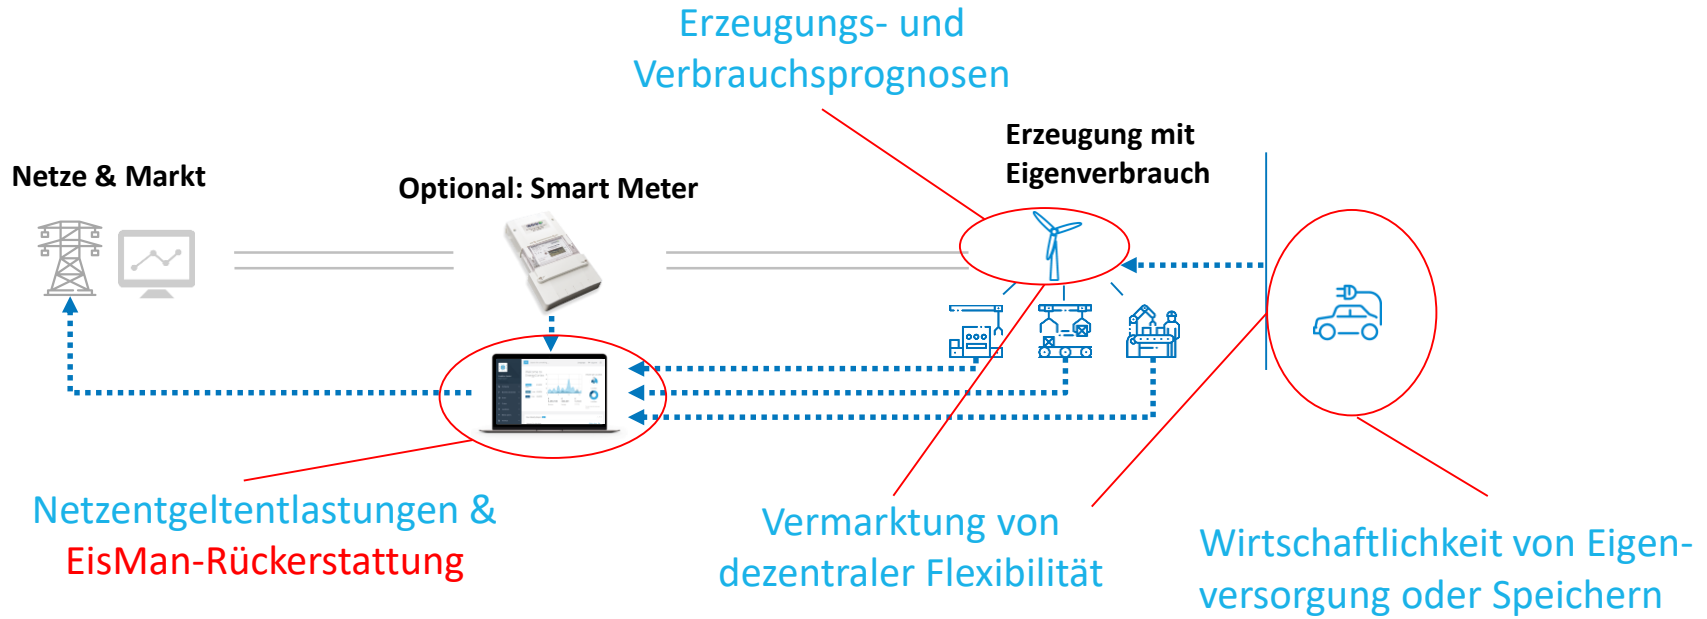 Erzeugungs- und
Verbrauchsprognosen
Erzeugung mit
Eigenverbrauch
Netze & Markt
Optional: Smart Meter
Netzentgeltentlastungen &
EisMan-Rückerstattung
Vermarktung von
dezentraler Flexibilität
Wirtschaftlichkeit von Eigen-
versorgung oder Speichern